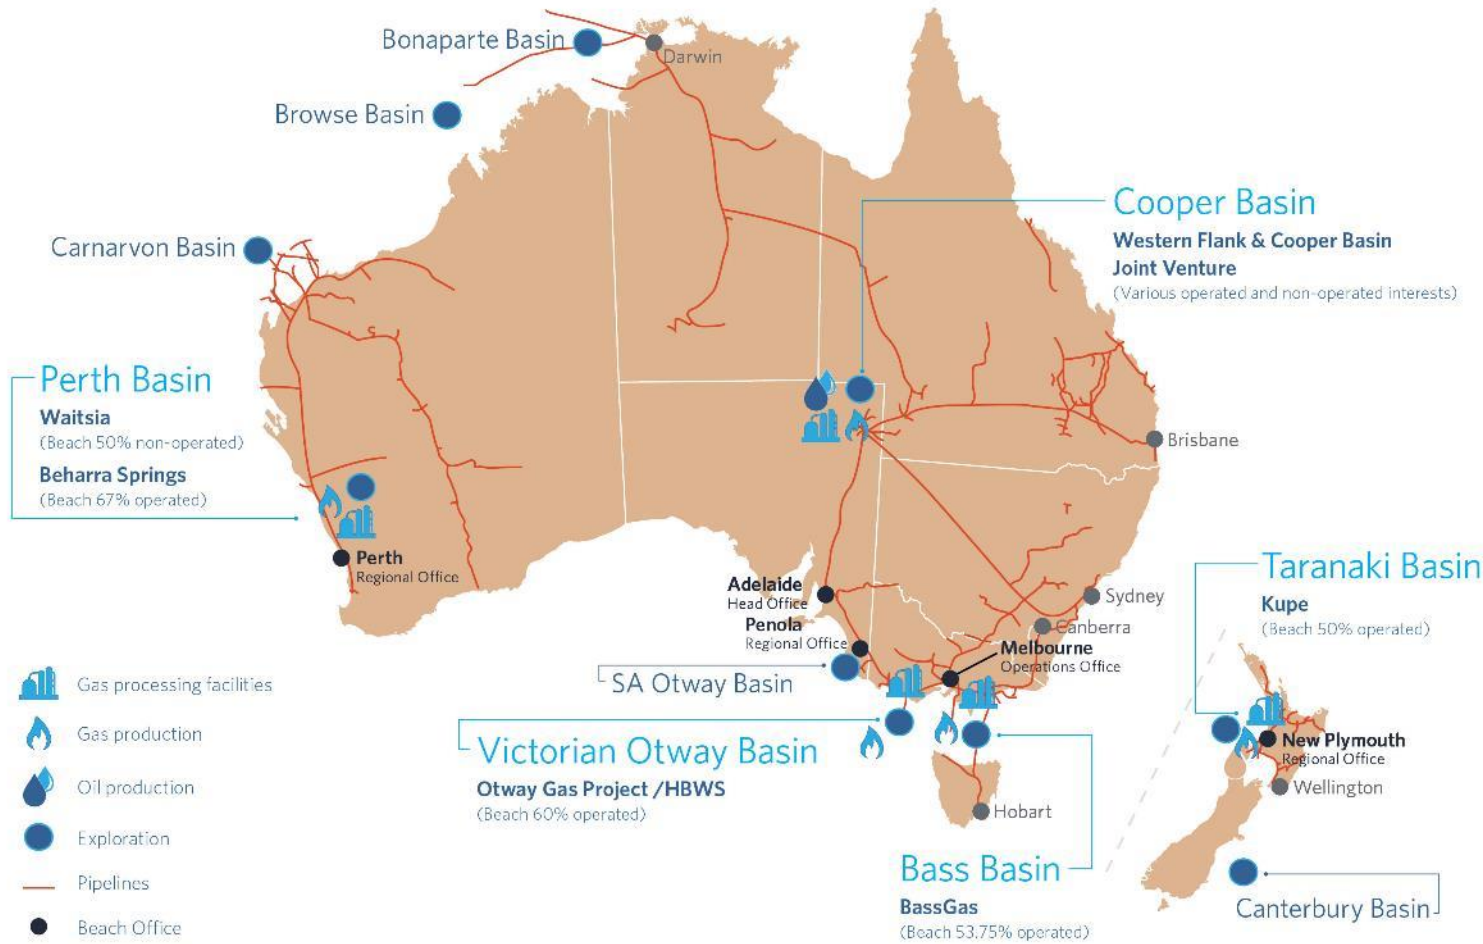 Bonaparte Basin
Darwin
Browse Basin
Cooper Basin
Western Flank & Cooper Basin
Joint Venture
(Various operated and non-operated interests)
Carnarvon Basin
Perth Basin
Waitsia
(Beach 50% non-operated)
Beharra Springs
(Beach 67% operated)
Brisbane
Perth
Regional Office
Adelaide
Head Office
Penola
Regional Office
Sydney
Canberra
Melbourne
Operations Office
Taranaki Basin
Kupe
(Beach 50% operated)
SA Otway Basin
Victorian Otway Basin
Otway Gas Project /HBWS
(Beach 60% operated)
Hobart
New Plymouth
Regional Office
Wellington
Bass Basin
BassGas
(Beach 53.75% operated)
Canterbury Basin
Gas processing facilities
Gas production
Oil production
Exploration
Pipelines
Beach Office